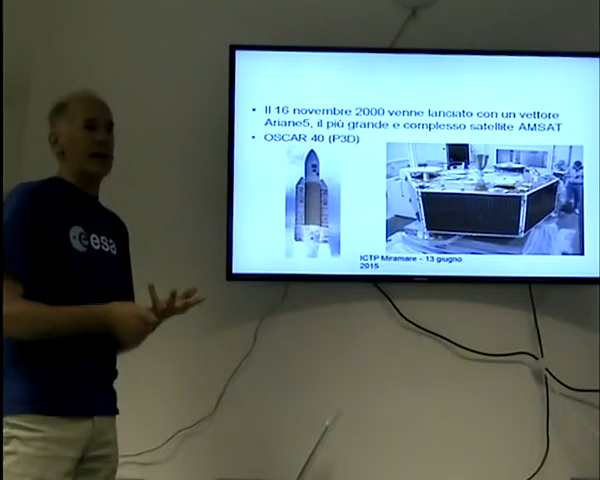 • Il 16 novembre 2000 venne lanciato con un vettore
Ariane5, il più grande e complesso satellite AMSAT
• OSCAR 40 (P3D)
ICTP Miramare - 13 giugno
2015
esa